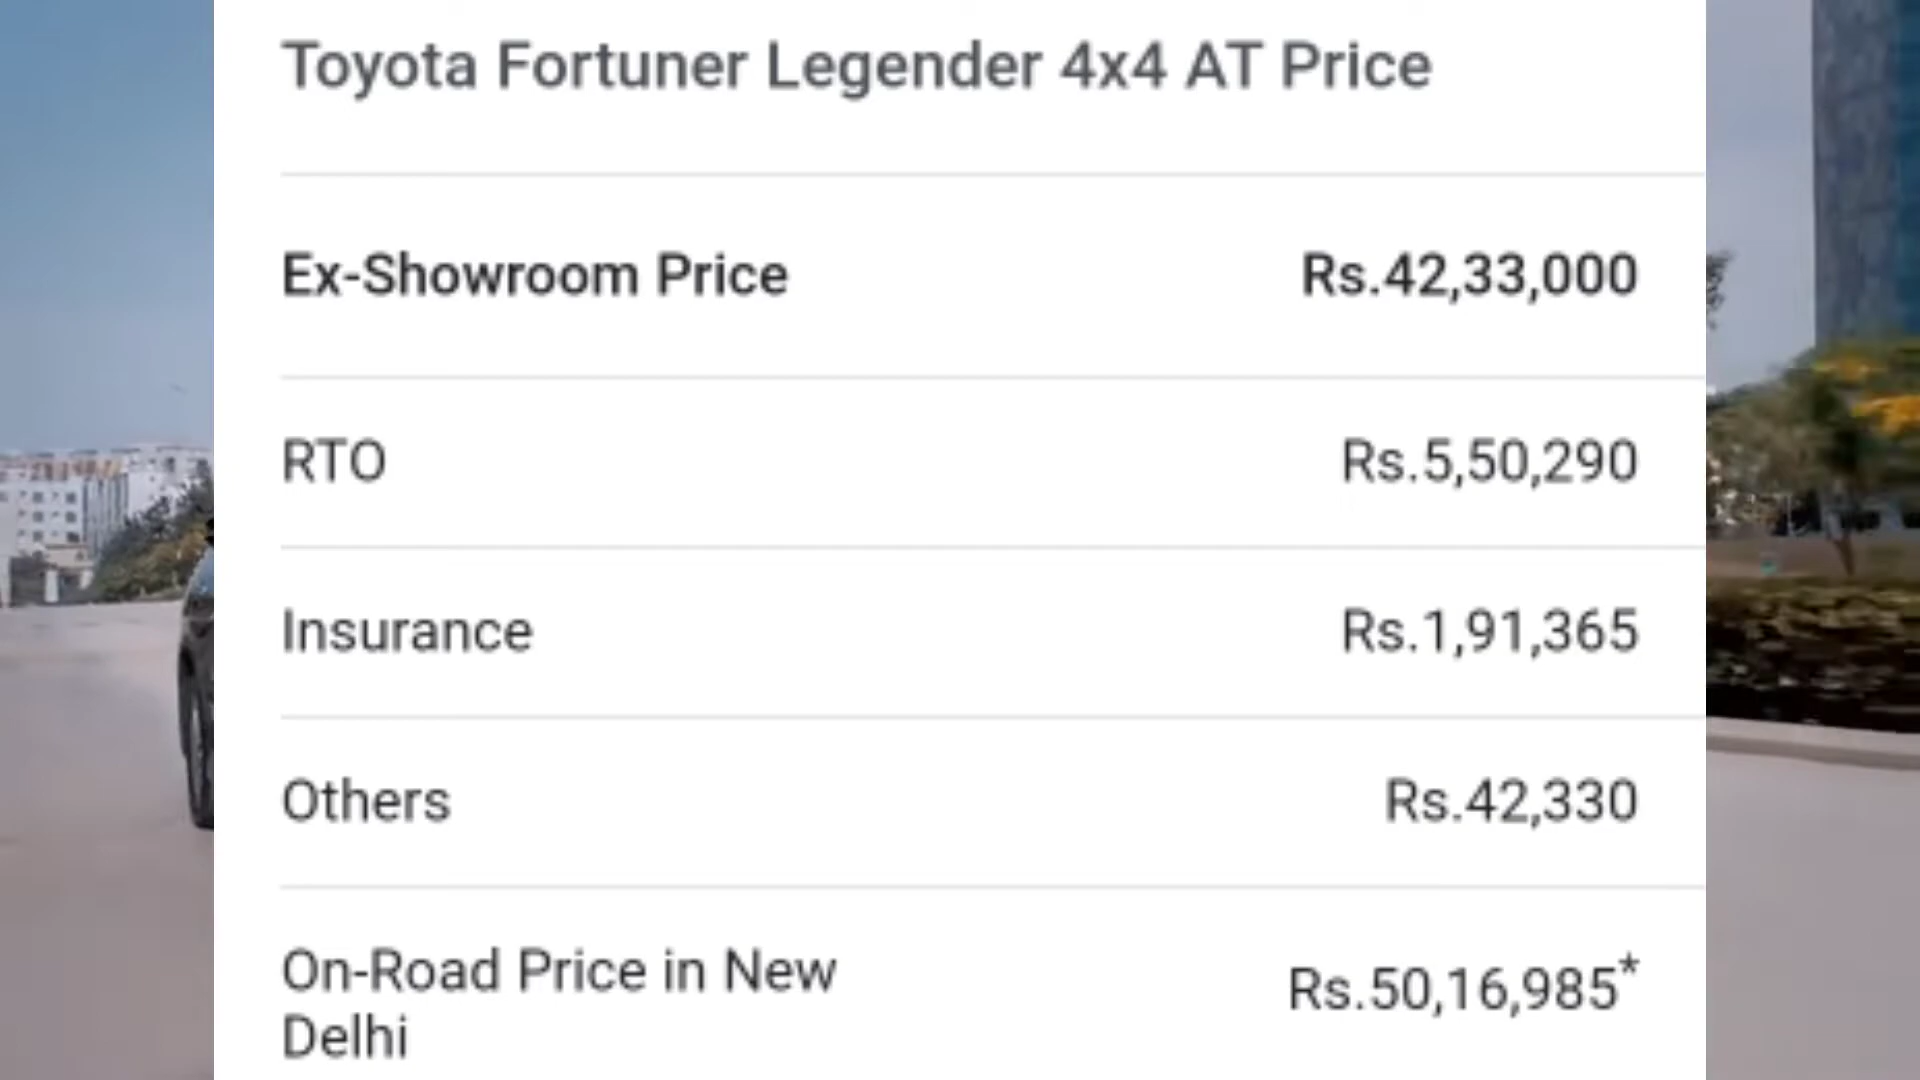 Toyota Fortuner Legender 4x4 AT Price
Ex-Showroom Price Rs.42,33,000
RTO Rs.5,50,290
Insurance Rs.1,91,365
Others Rs.42,330
On-Road Price in New Rs.50,16,985*
Delhi